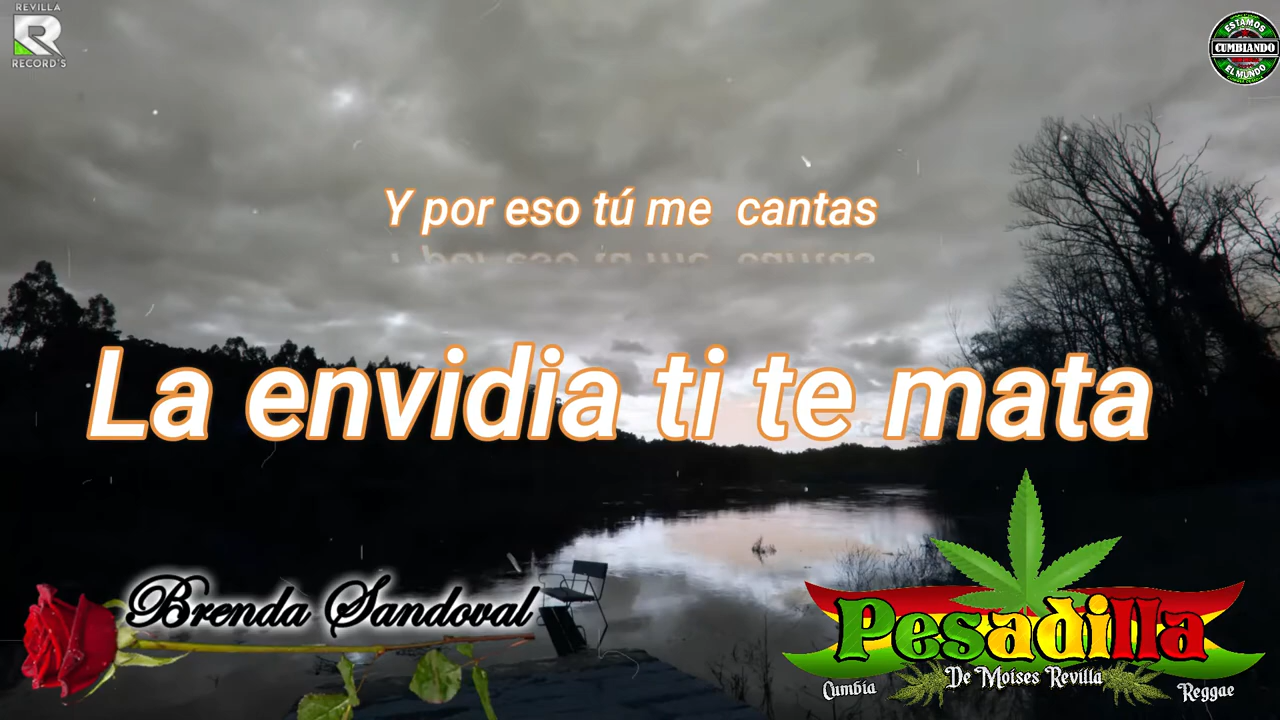 REVILLA
R
RECORD'S
ESTAMOS
CUMBIANDO
EL MUNDO
Y por eso tú me cantas
La envidia ti te mata
Brenda Sandoval
Pesadilla
De Moises Revilla
Cumbia
Reggae